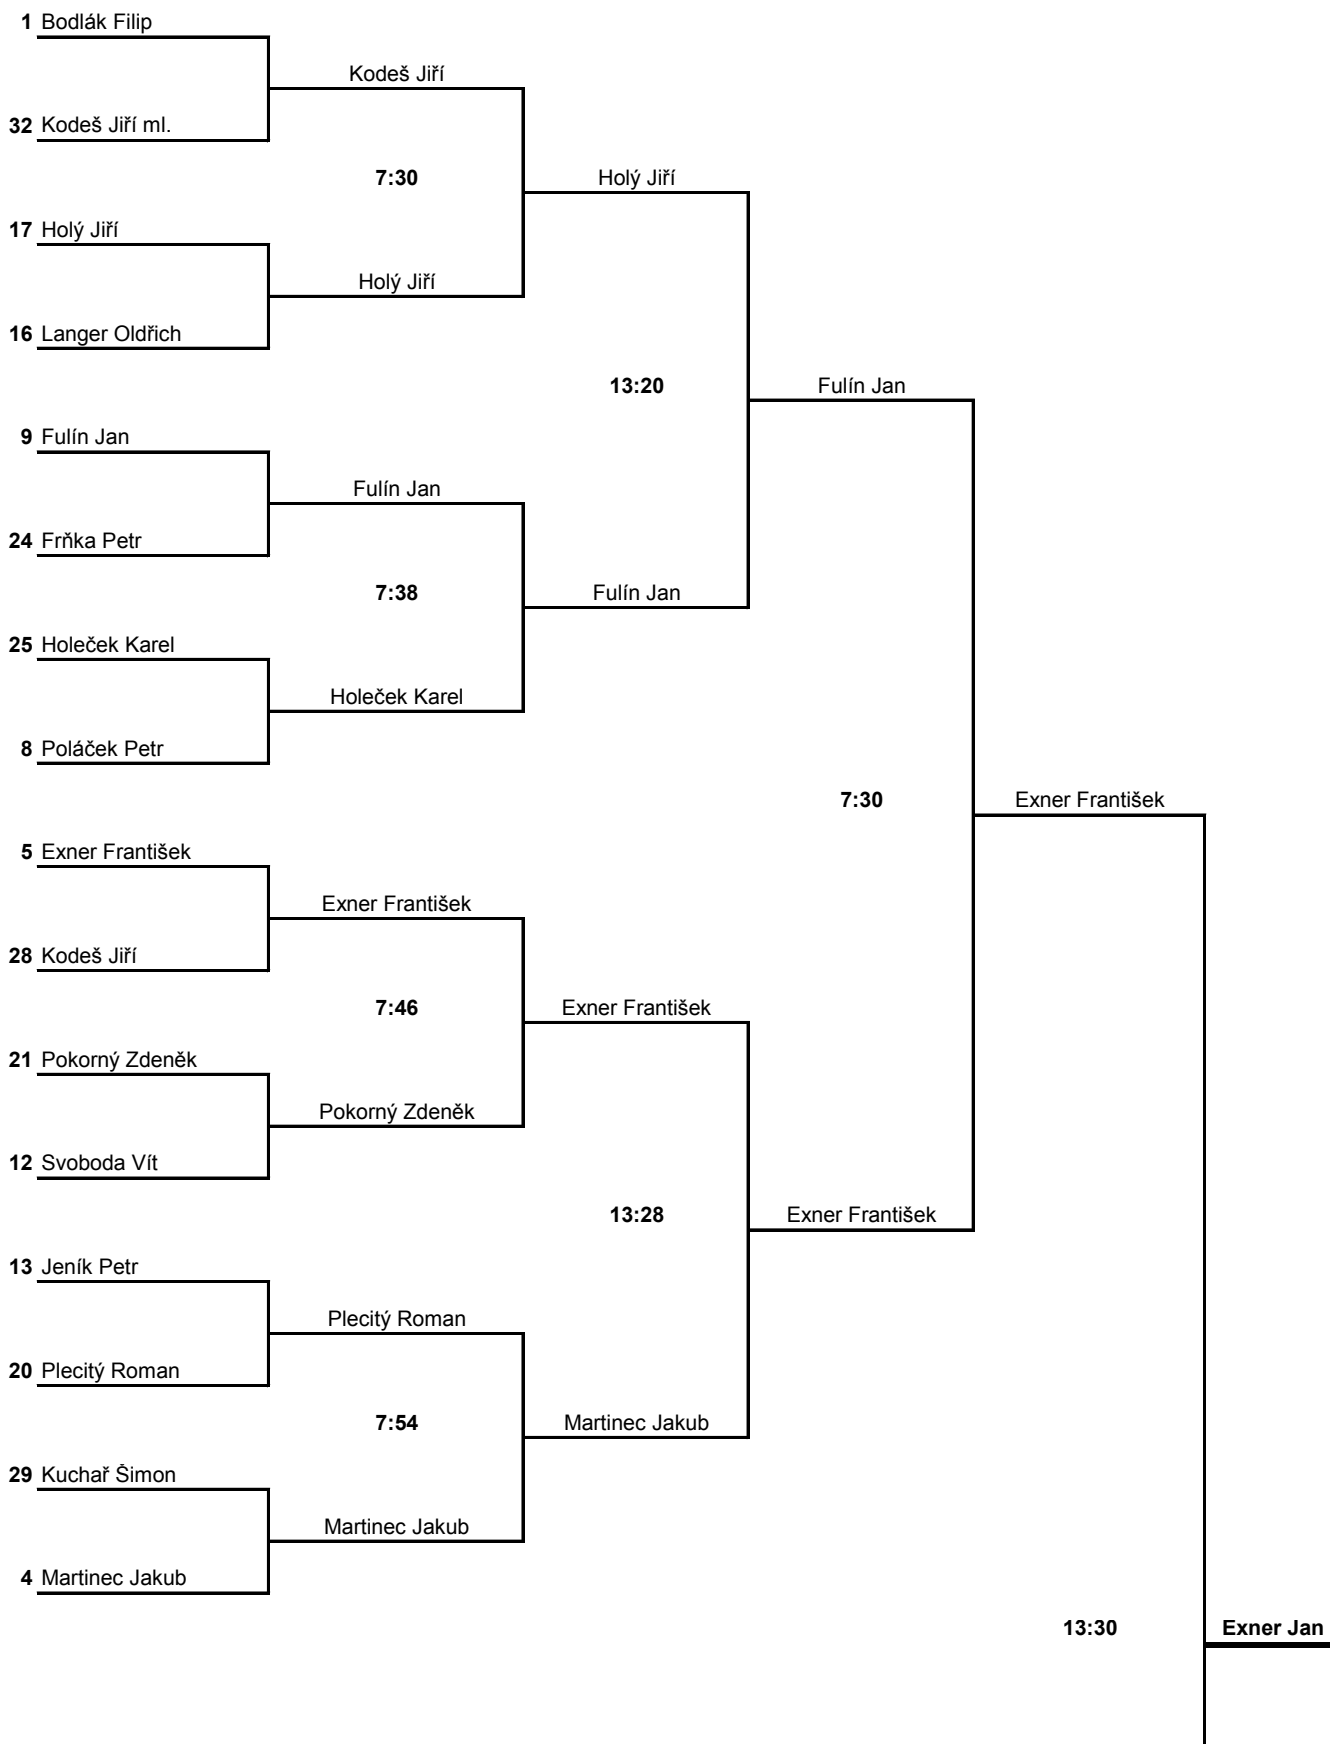 1 Bodlák Filip
Kodeš Jiří
32 Kodeš Jiří ml.
7:30 Holý Jiří
17 Holý Jiří
Holý Jiří
16 Langer Oldřich
13:20 Fulín Jan
9 Fulín Jan
Fulín Jan
24 Frňka Petr
7:38 Fulín Jan
25 Holeček Karel
Holeček Karel
8 Poláček Petr
7:30 Exner František
5 Exner František
Exner František
28 Kodeš Jiří
7:46 Exner František
21 Pokorný Zdeněk
Pokorný Zdeněk
12 Svoboda Vít
13:28 Exner František
13 Jeník Petr
Plecitý Roman
20 Plecitý Roman
7:54 Martinec Jakub
29 Kuchař Šimon
Martinec Jakub
4 Martinec Jakub
13:30 Exner Jan